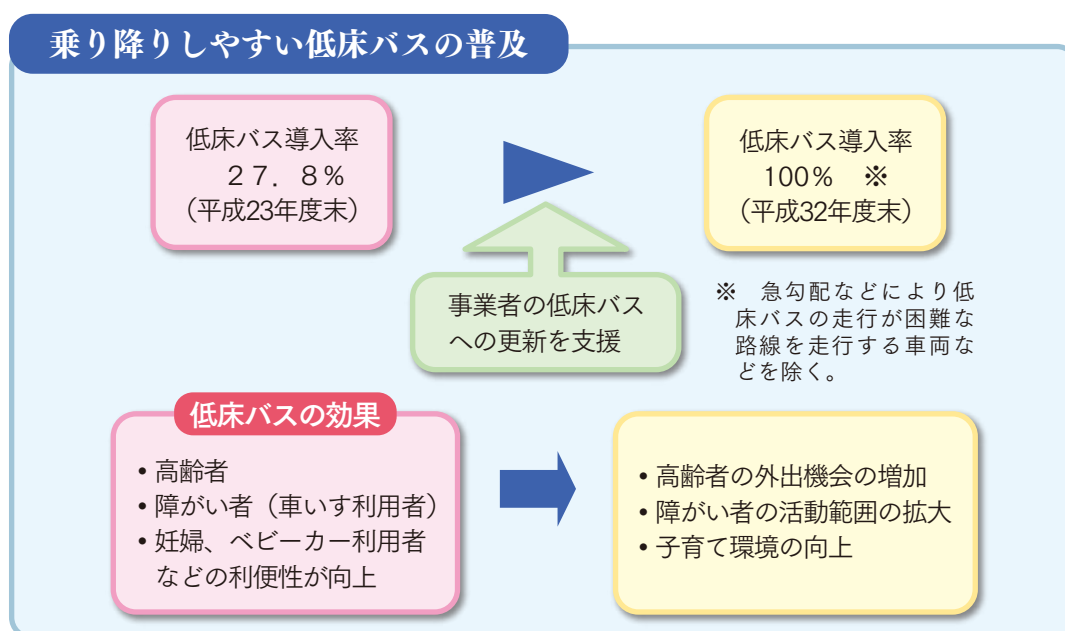 乗り降りしやすい低床バスの普及
低床バス導入率
２７．８%
（平成23年度末）
低床バス導入率
100%　※
（平成32年度末）
事業者の低床バス
への更新を支援
※　急勾配などにより低
床バスの走行が困難な
路線を走行する車両な
どを除く。
低床バスの効果
• 高齢者
• 障がい者（車いす利用者）
• 妊婦、ベビーカー利用者
などの利便性が向上
• 高齢者の外出機会の増加
• 障がい者の活動範囲の拡大
• 子育て環境の向上